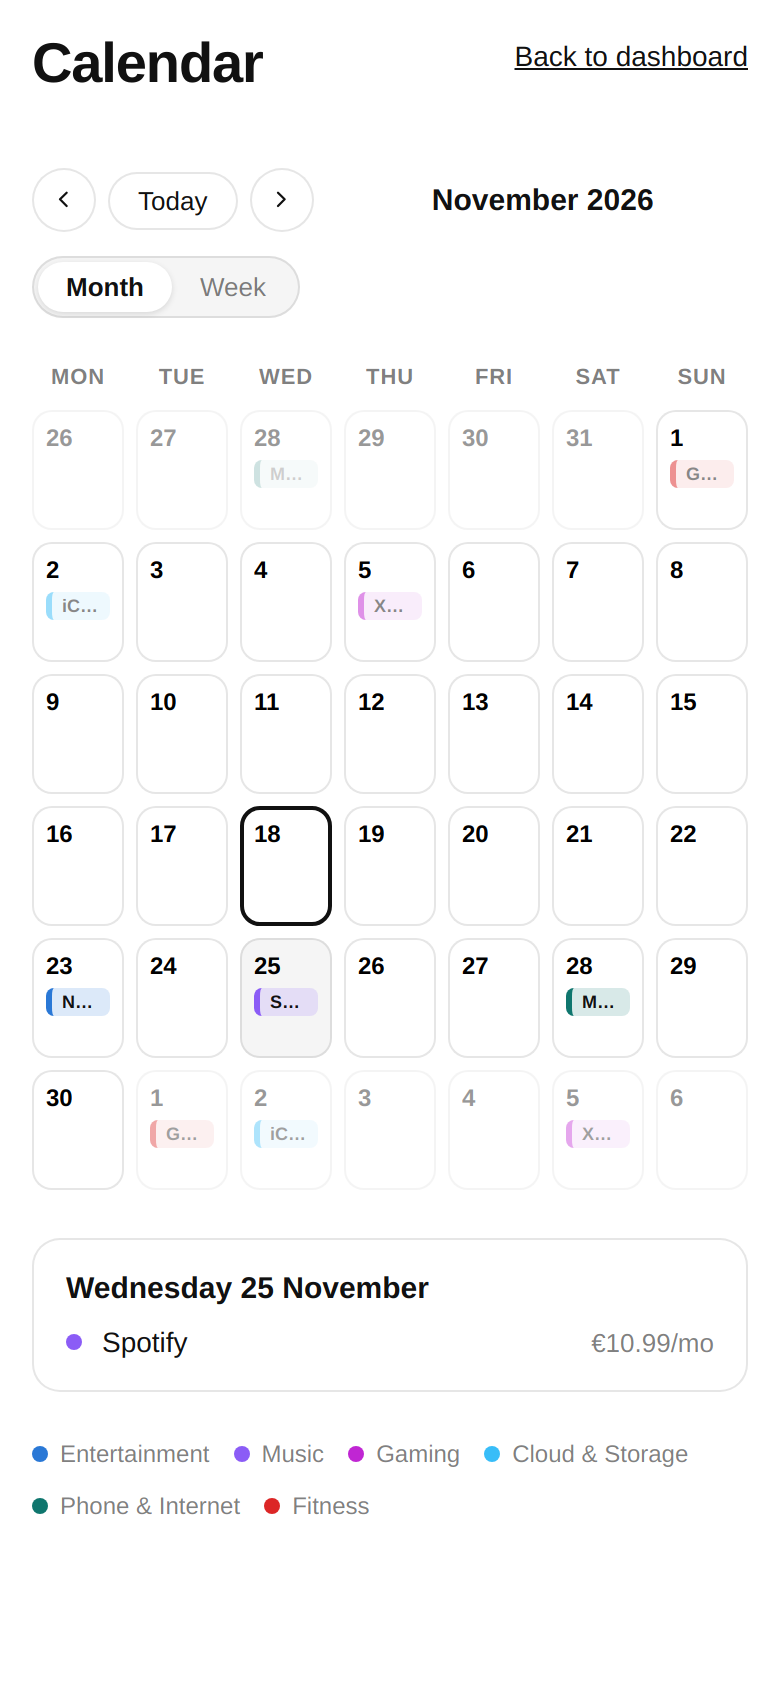 Calendar
Back to dashboard
Today
November 2026
Month Week
MON TUE WED THU FRI SAT SUN
26 27 28 29 30 31 1
M... G...
2 3 4 5 6 7 8
iC... X...
9 10 11 12 13 14 15
16 17 18 19 20 21 22
23 24 25 26 27 28 29
N... S... M...
30 1 2 3 4 5 6
G... iC... X...
Wednesday 25 November
Spotify €10.99/mo
Entertainment Music Gaming Cloud & Storage
Phone & Internet Fitness